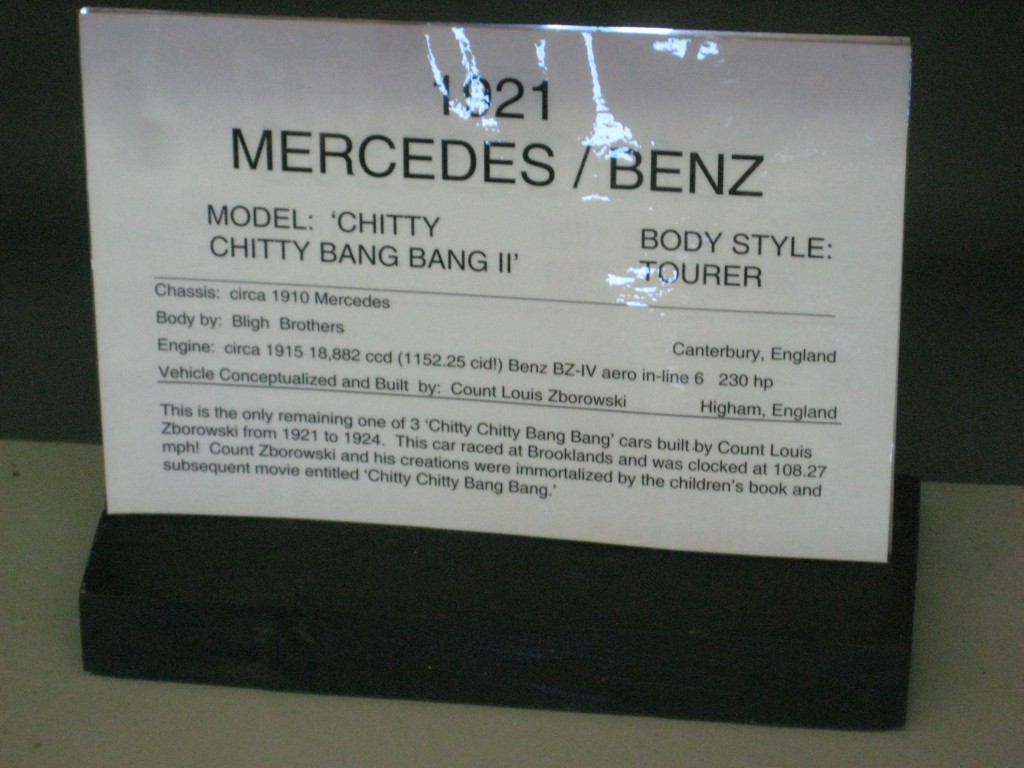 1921
MERCEDES / BENZ
MODEL: 'CHITTY
CHITTY BANG BANG II'
BODY STYLE:
TOURER
Chassis: circa 1910 Mercedes
Body by: Bligh Brothers Canterbury, England
Engine: circa 1915 18,882 ccd (1152.25 cid!) Benz BZ-IV aero in-line 6 230 hp
Vehicle Conceptualized and Built by: Count Louis Zborowski Higham, England
This is the only remaining one of 3 'Chitty Chitty Bang Bang' cars built by Count Louis
Zborowski from 1921 to 1924. This car raced at Brooklands and was clocked at 108.27
mph! Count Zborowski and his creations were immortalized by the children's book and
subsequent movie entitled 'Chitty Chitty Bang Bang.'